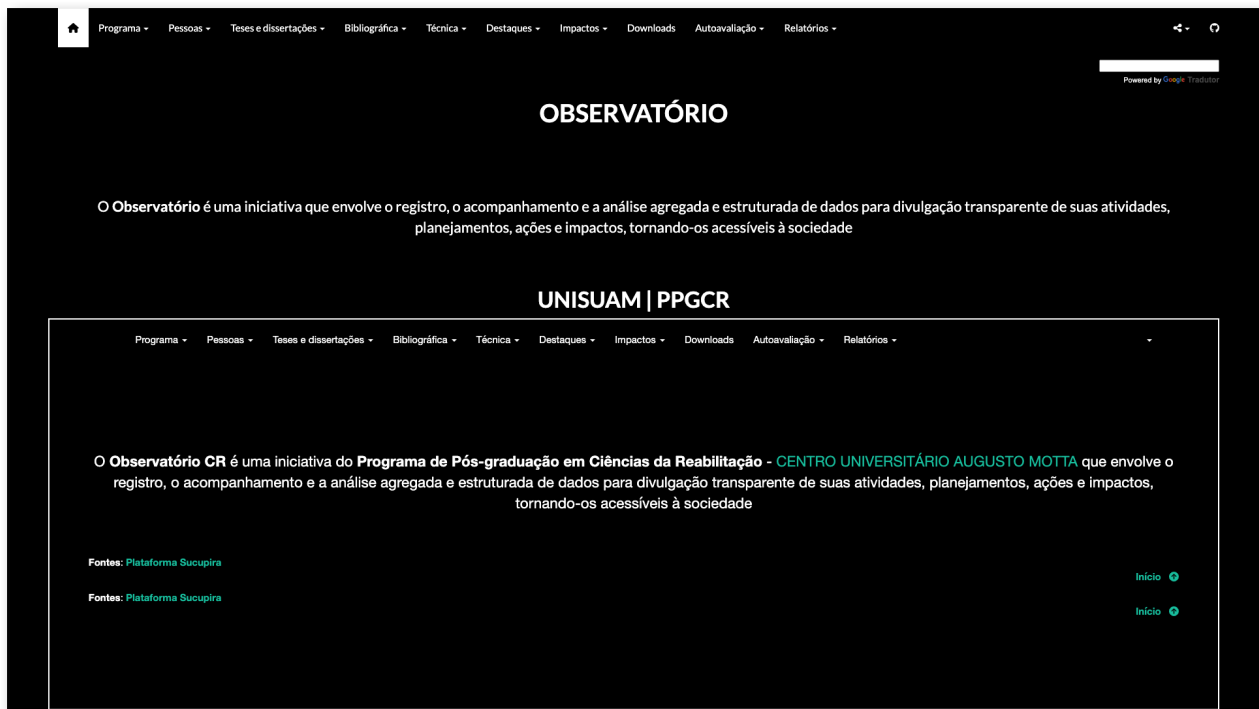 Programa Pessoas Teses e dissertações Bibliográfica Técnica Destaques Impactos Downloads Autoavaliação Relatórios
Powered by Google Tradutor
OBSERVATÓRIO
O Observatório é uma iniciativa que envolve o registro, o acompanhamento e a análise agregada e estruturada de dados para divulgação transparente de suas atividades,
planejamentos, ações e impactos, tornando-os acessíveis à sociedade
UNISUAM | PPGCR
Programa Pessoas Teses e dissertações Bibliográfica Técnica Destaques Impactos Downloads Autoavaliação Relatórios
O Observatório CR é uma iniciativa do Programa de Pós-graduação em Ciências da Reabilitação - CENTRO UNIVERSITÁRIO AUGUSTO MOTTA que envolve o
registro, o acompanhamento e a análise agregada e estruturada de dados para divulgação transparente de suas atividades, planejamentos, ações e impactos,
tornando-os acessíveis à sociedade
Fontes: Plataforma Sucupira
Início
Fontes: Plataforma Sucupira
Início